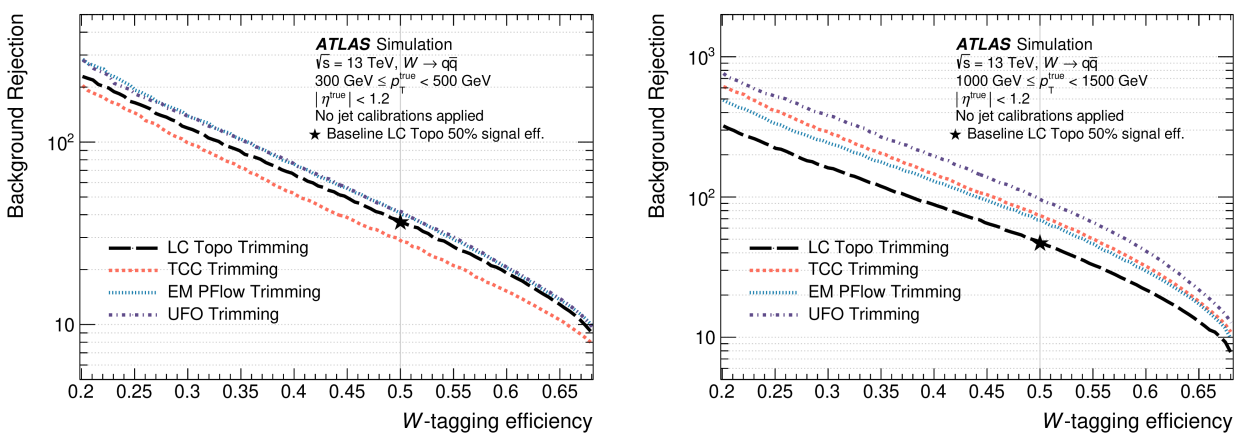 Background Rejection
10²
10
ATLAS Simulation
√s = 13 TeV, W → qq̅
300 GeV ≤ p_T^true < 500 GeV
| η^true | < 1.2
No jet calibrations applied
★ Baseline LC Topo 50% signal eff.
LC Topo Trimming
TCC Trimming
EM PFlow Trimming
UFO Trimming
0.2 0.25 0.3 0.35 0.4 0.45 0.5 0.55 0.6 0.65
W-tagging efficiency
Background Rejection
10³
10²
10
ATLAS Simulation
√s = 13 TeV, W → qq̅
1000 GeV ≤ p_T^true < 1500 GeV
| η^true | < 1.2
No jet calibrations applied
★ Baseline LC Topo 50% signal eff.
LC Topo Trimming
TCC Trimming
EM PFlow Trimming
UFO Trimming
0.2 0.25 0.3 0.35 0.4 0.45 0.5 0.55 0.6 0.65
W-tagging efficiency